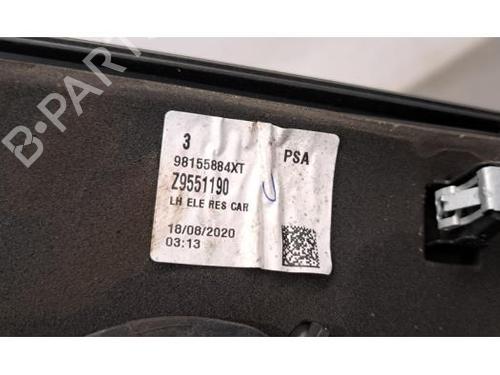 B-PARTS
3
PSA
98155884XT
Z9551190
LH ELE RES CAR
18/08/2020
03:13